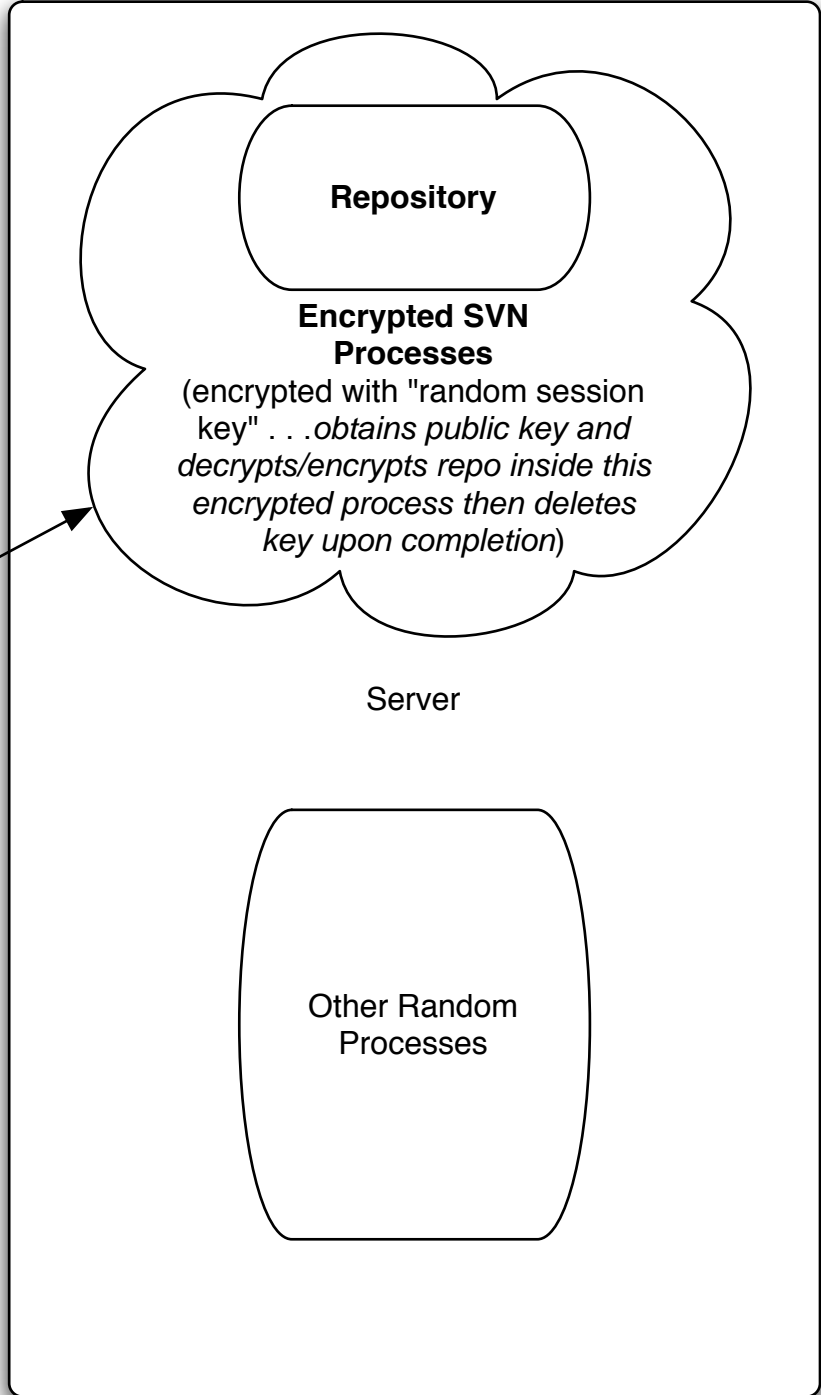 Repository
Encrypted SVN
Processes
(encrypted with "random session
key" . . .obtains public key and
decrypts/encrypts repo inside this
encrypted process then deletes
key upon completion)
Server
Other Random
Processes